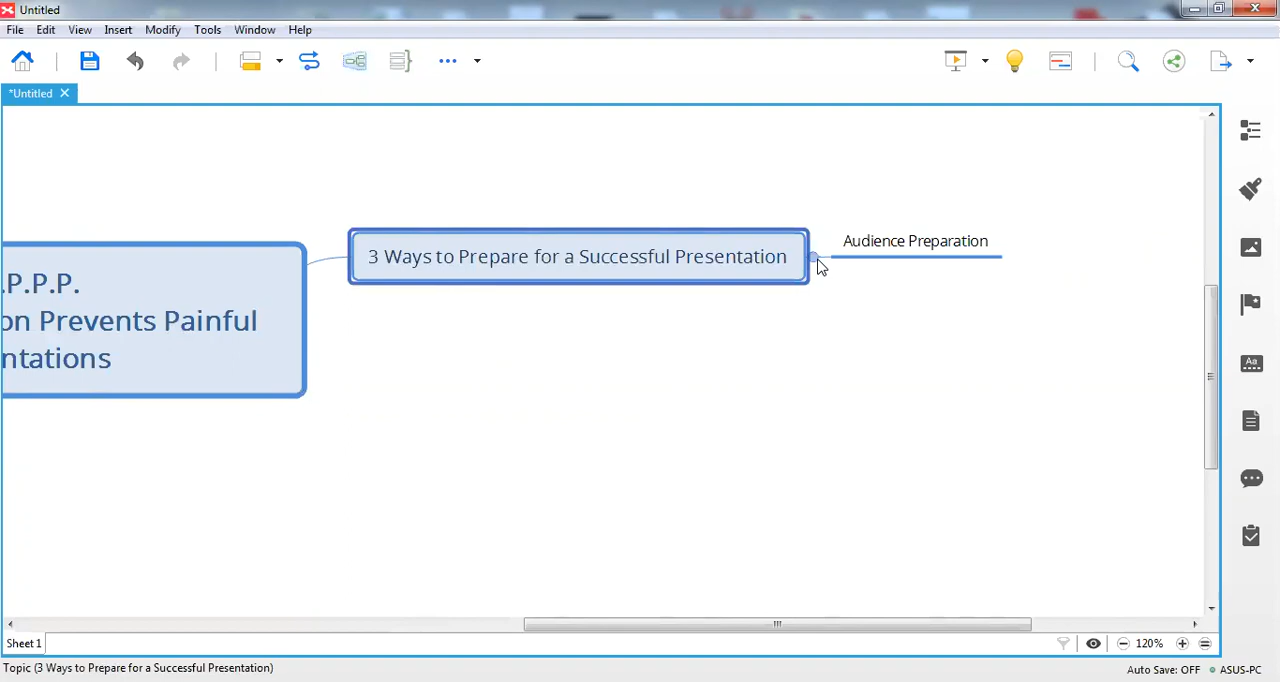 Untitled
File Edit View Insert Modify Tools Window Help
*Untitled
Audience Preparation
3 Ways to Prepare for a Successful Presentation
.P.P.P.
on Prevents Painful
ntations
Aa
Sheet 1
120%
Topic (3 Ways to Prepare for a Successful Presentation)
Auto Save: OFF
ASUS-PC